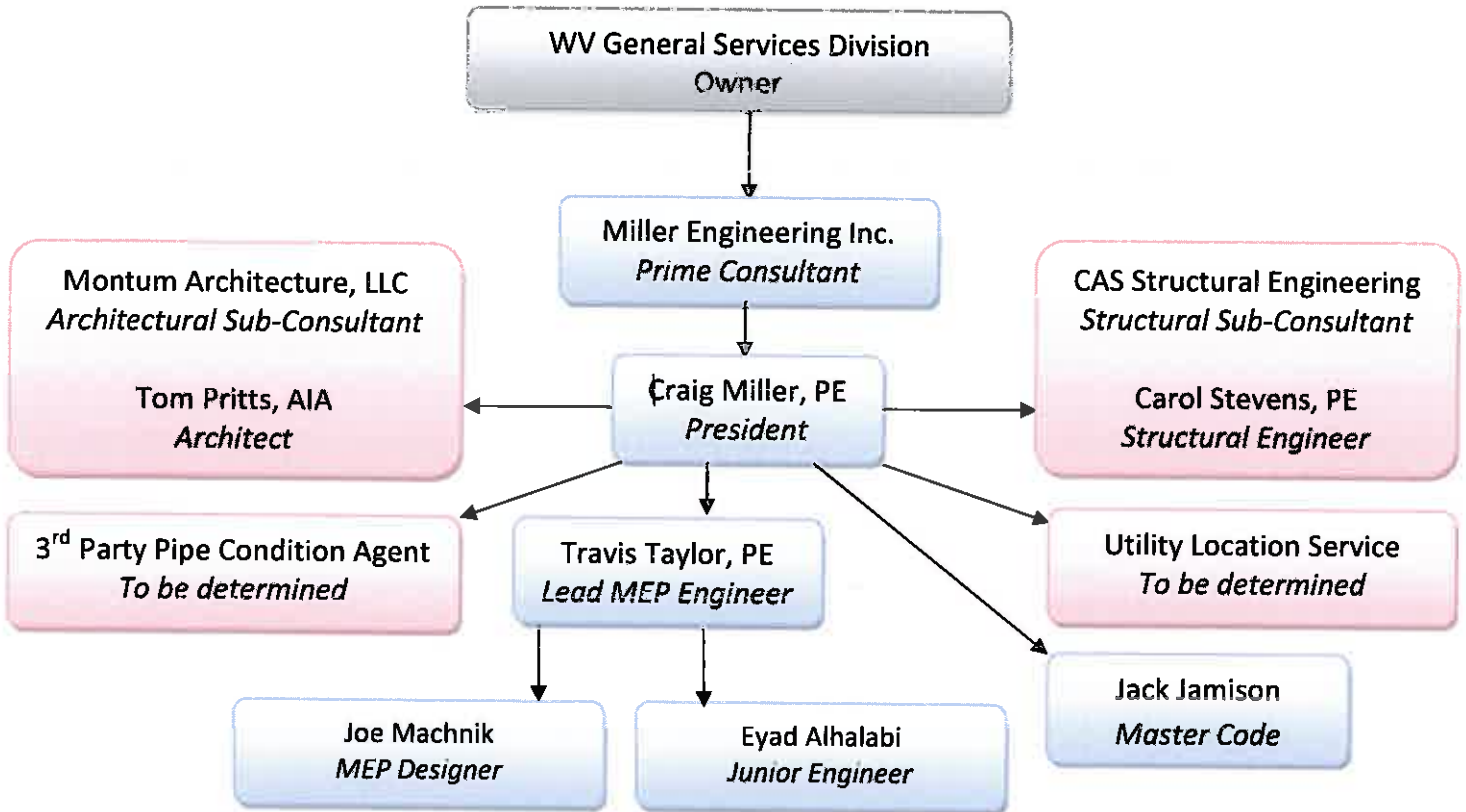 WV General Services Division
Owner
Miller Engineering Inc.
Prime Consultant
Montum Architecture, LLC
Architectural Sub-Consultant
Tom Pritts, AIA
Architect
CAS Structural Engineering
Structural Sub-Consultant
Carol Stevens, PE
Structural Engineer
Craig Miller, PE
President
3rd Party Pipe Condition Agent
To be determined
Travis Taylor, PE
Lead MEP Engineer
Utility Location Service
To be determined
Joe Machnik
MEP Designer
Eyad Alhalabi
Junior Engineer
Jack Jamison
Master Code